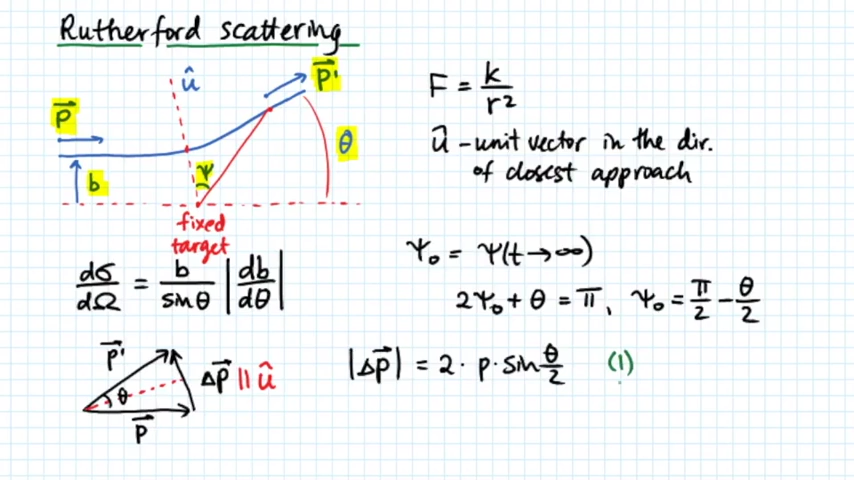 Rutherford scattering
û
P⃗'
P⃗
θ
ψ
b
fixed
target
F = k/r²
û - unit vector in the dir.
of closest approach
dσ/dΩ = b/sinθ |db/dθ|
ψ₀ = ψ(t→∞)
2ψ₀ + θ = π, ψ₀ = π/2 - θ/2
P⃗'
ΔP⃗ || û
θ
P⃗
|ΔP⃗| = 2 · p · sin θ/2 (1)